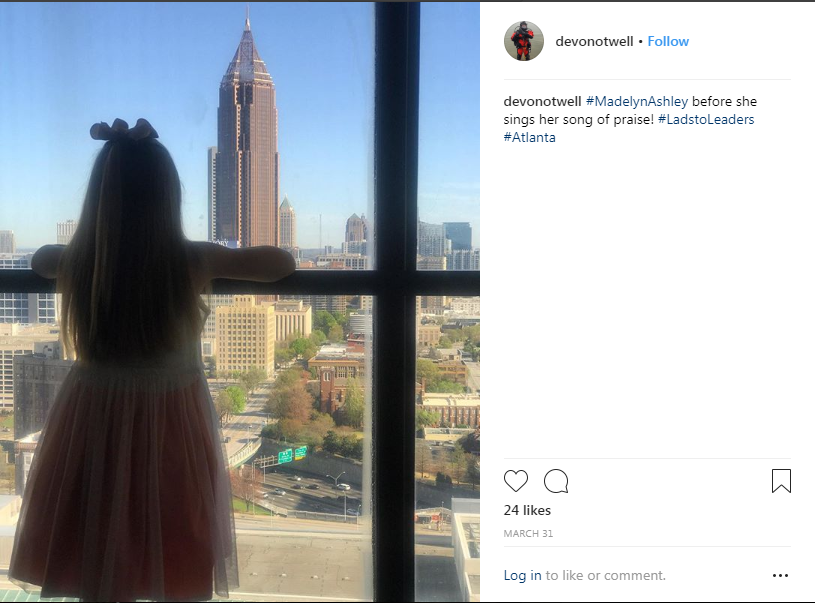 devonotwell • Follow
devonotwell #MadelynAshley before she
sings her song of praise! #LadstoLeaders
#Atlanta
24 likes
MARCH 31
Log in to like or comment.